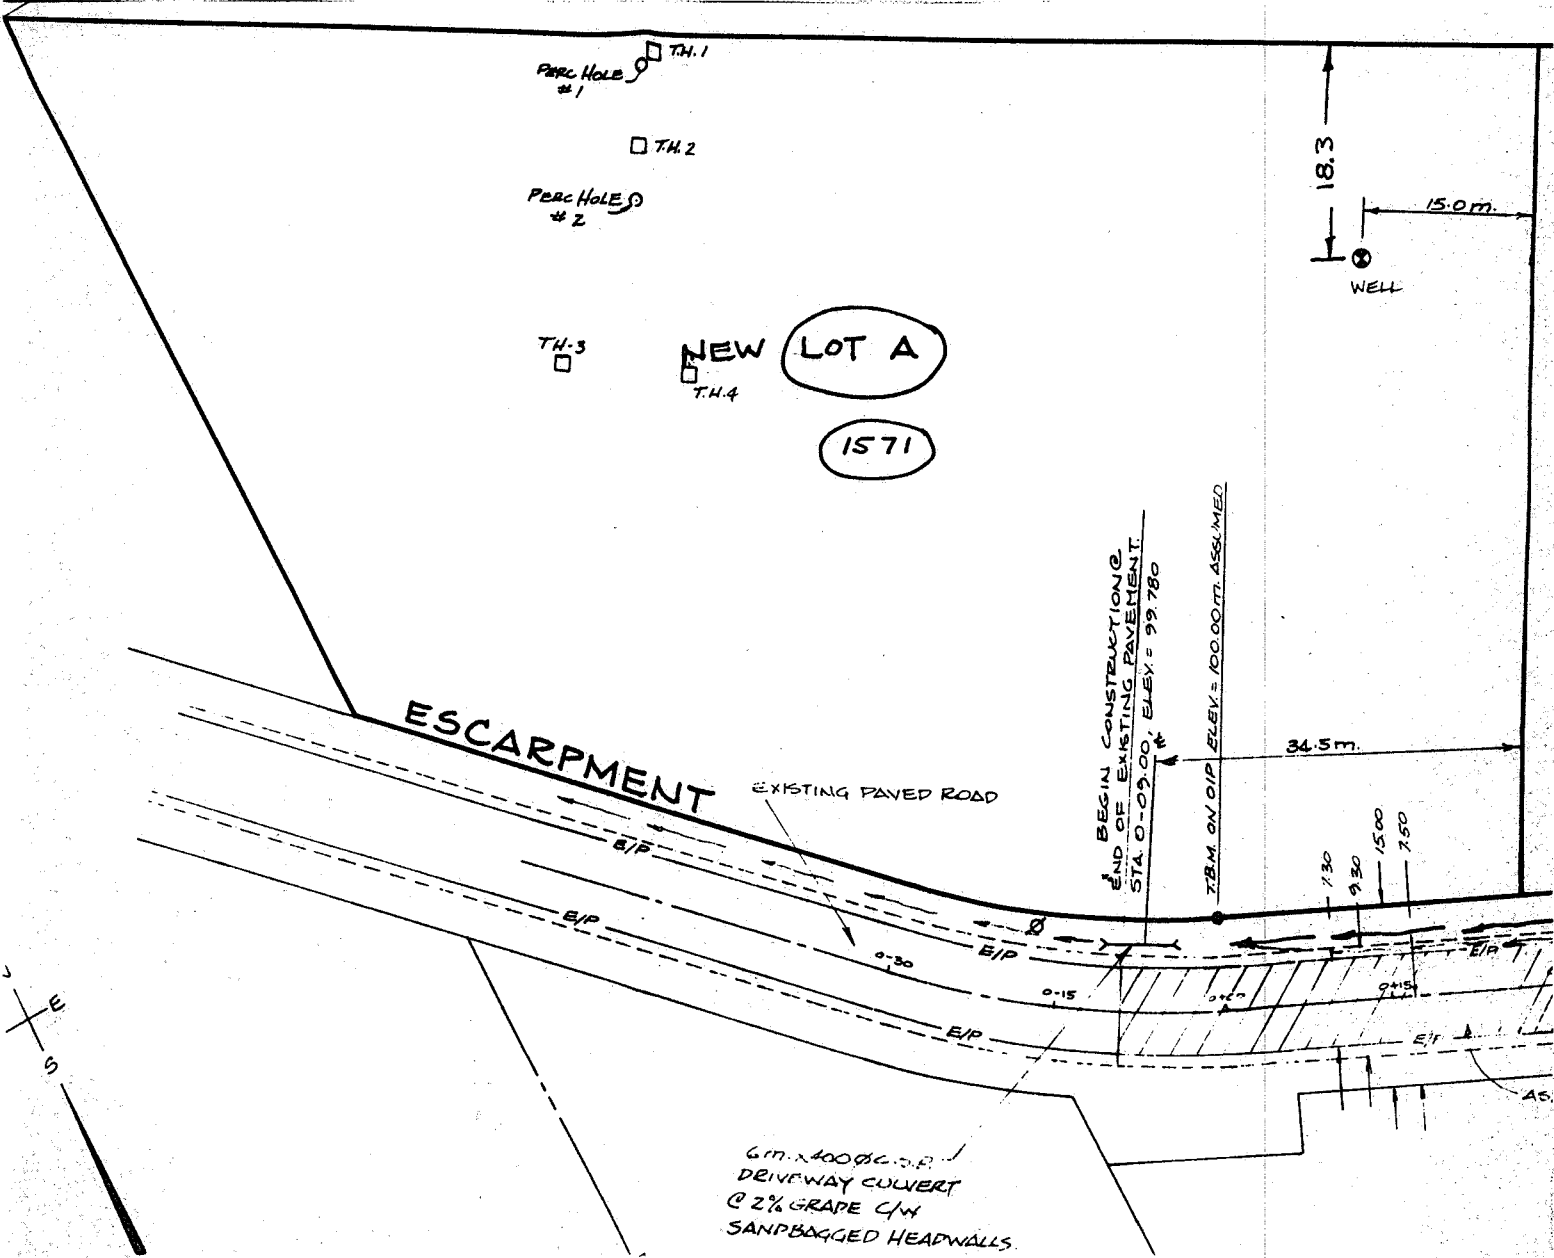 T.H.1
PERC HOLE
#1
T.H.2
PERC HOLE
#2
18.3
15.0m.
WELL
TH-3
NEW LOT A
T.H.4
1571
BEGIN CONSTRUCTION @
END OF EXISTING PAVEMENT.
STA. 0-09.00, ELEV. = 99.780
T.B.M. ON OIP ELEV. = 100.00m. ASSUMED
34.5m.
ESCARPMENT
EXISTING PAVED ROAD
7.30
9.30
15.00
7.50
E/P
E/P
E/P
E/P
E/P
E/P
Ø
0-30
0-15
0+15
E
S
6m. x 400Ø C.S.P.
DRIVEWAY CULVERT
@ 2% GRADE C/W
SANDBAGGED HEADWALLS.